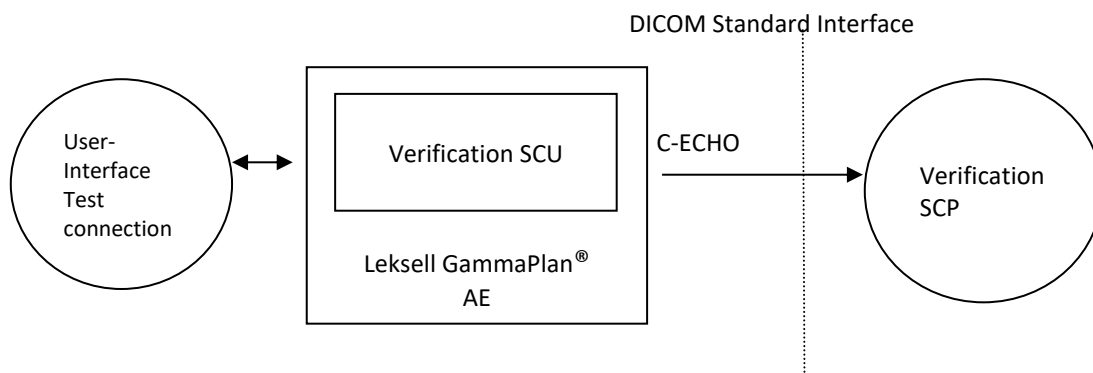 DICOM Standard Interface
User-
Interface
Test
connection
Verification SCU
Leksell GammaPlan®
AE
C-ECHO
Verification
SCP